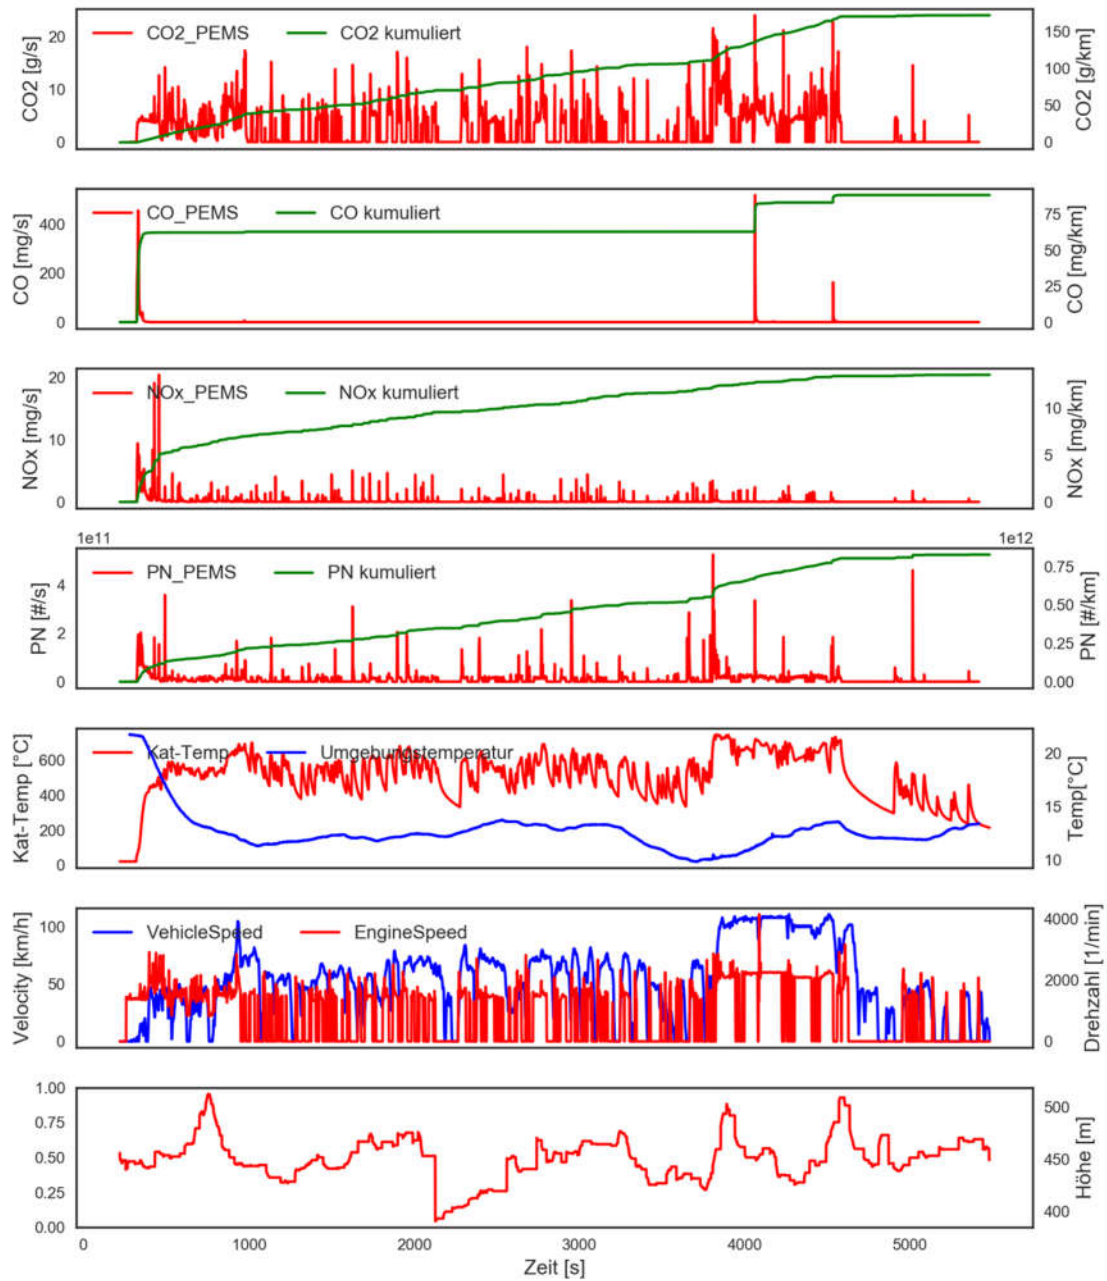 CO2_PEMS CO2 kumuliert
20
10
0
CO2 [g/s]
150
100
50
0
CO2 [g/km]
CO_PEMS CO kumuliert
400
200
0
CO [mg/s]
75
50
25
0
CO [mg/km]
NOx_PEMS NOx kumuliert
20
10
0
NOx [mg/s]
10
5
0
NOx [mg/km]
1e11 1e12
PN_PEMS PN kumuliert
4
2
0
PN [#/s]
0.75
0.50
0.25
0.00
PN [#/km]
Kat-Temp Umgebungstemperatur
600
400
200
0
Kat-Temp [°C]
20
15
10
Temp[°C]
VehicleSpeed EngineSpeed
100
50
0
Velocity [km/h]
4000
2000
0
Drehzahl [1/min]
1.00
0.75
0.50
0.25
0.00
500
450
400
Höhe [m]
0 1000 2000 3000 4000 5000
Zeit [s]